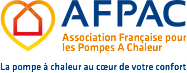 AFPAC
Association Française pour
les Pompes A Chaleur
La pompe à chaleur au cœur de votre confort